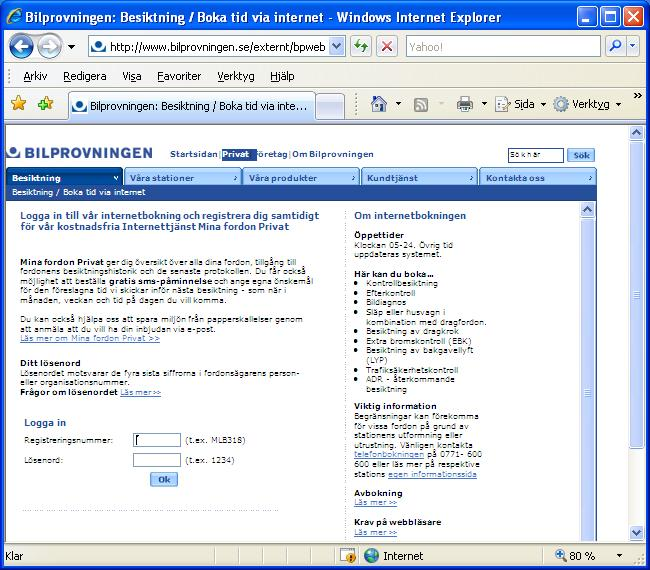 Bilprovningen: Besiktning / Boka tid via internet - Windows Internet Explorer
http://www.bilprovningen.se/externt/bpweb
Yahoo!
Arkiv Redigera Visa Favoriter Verktyg Hjälp
Bilprovningen: Besiktning / Boka tid via inte...
Sida Verktyg »
BILPROVNINGEN
Startsidan | Privat företag | Om Bilprovningen
Sök här Sök
Besiktning Våra stationer Våra produkter Kundtjänst Kontakta oss
Besiktning / Boka tid via internet
Logga in till vår internetbokning och registrera dig samtidigt
för vår kostnadsfria Internettjänst Mina fordon Privat
Mina fordon Privat ger dig översikt över alla dina fordon, tillgång till
fordonens besiktningshistorik och de senaste protokollen. Du får också
möjlighet att beställa gratis sms-påminnelse och ange egna önskemål
för den föreslagna tid vi skickar inför nästa besiktning - som när i
månaden, veckan och tid på dagen du vill komma.
Du kan också hjälpa oss att spara miljön från papperskallelser genom
att anmäla att du vill ha din inbjudan via e-post.
Läs mer om Mina fordon Privat >>
Ditt lösenord
Lösenordet motsvarar de fyra sista siffrorna i fordonsägarens person-
eller organisationsnummer.
Frågor om lösenordet Läs mer >>
Logga in
Registreringsnummer: (t.ex. MLB318)
Lösenord: (t.ex. 1234)
Ok
Om internetbokningen
Öppettider
Klockan 05-24. Övrig tid
uppdateras systemet.
Här kan du boka...
Kontrollbesiktning
Efterkontroll
Bildiagnos
Släp eller husvagn i
kombination med dragfordon.
Besiktning av dragkrok
Extra bromskontroll (EBK)
Besiktning av bakgavellyft
(LYP)
Trafiksäkerhetskontroll
ADR - återkommande
besiktning
Viktig information
Begränsningar kan förekomma
för vissa fordon på grund av
stationens utformning eller
utrustning. Vänligen kontakta
telefonbokningen på 0771- 600
600 eller läs mer på respektive
stations egen informationssida
Avbokning
Läs mer >>
Krav på webbläsare
Läs mer >>
Klar Internet 80 %